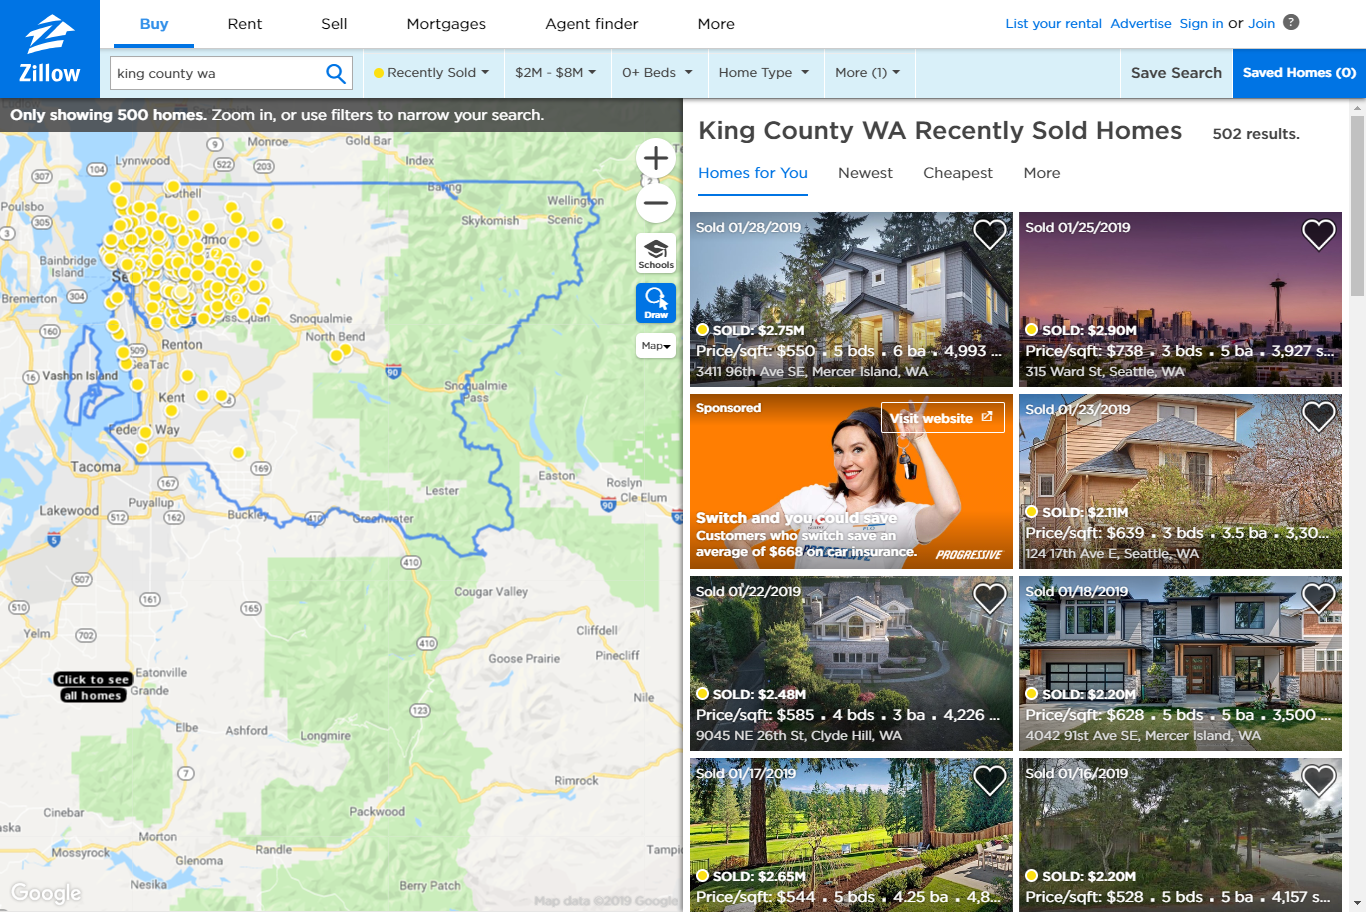 Zillow
Buy
Rent
Sell
Mortgages
Agent finder
More
List your rental
Advertise
Sign in or Join
?
king county wa
Recently Sold
$2M - $8M
0+ Beds
Home Type
More (1)
Save Search
Saved Homes (0)
Only showing 500 homes. Zoom in, or use filters to narrow your search.
Schools
Draw
Map
Monroe
Gold Bar
Index
Lynnwood
Baring
Wellington
Scenic
Skykomish
Poulsbo
Bainbridge
Island
Bremerton
Snoqualmie
North Bend
Renton
SeaTac
Vashon Island
Kent
Snoqualmie
Pass
Federal Way
Tacoma
Puyallup
Lakewood
Buckley
Greenwater
Lester
Easton
Roslyn
Cle Elum
Cougar Valley
Cliffdell
Goose Prairie
Pinecliff
Nile
Yelm
Eatonville
La Grande
Click to see
all homes
Elbe
Ashford
Longmire
Rimrock
Packwood
Cinebar
Morton
Randle
Mossyrock
Glenoma
Nesika
Berry Patch
Google
Map data ©2019 Google
King County WA Recently Sold Homes
502 results.
Homes for You
Newest
Cheapest
More
Sold 01/28/2019
SOLD: $2.75M
Price/sqft: $550 . 5 bds . 6 ba . 4,993 ...
3411 96th Ave SE, Mercer Island, WA
Sold 01/25/2019
SOLD: $2.90M
Price/sqft: $738 . 3 bds . 5 ba . 3,927 s...
315 Ward St, Seattle, WA
Sponsored
Visit website
Switch and you could save
Customers who switch save an
average of $668 on car insurance.
PROGRESSIVE
Sold 01/23/2019
SOLD: $2.11M
Price/sqft: $639 . 3 bds . 3.5 ba . 3,30...
124 17th Ave E, Seattle, WA
Sold 01/22/2019
SOLD: $2.48M
Price/sqft: $585 . 4 bds . 3 ba . 4,226 ...
9045 NE 26th St, Clyde Hill, WA
Sold 01/18/2019
SOLD: $2.20M
Price/sqft: $628 . 5 bds . 5 ba . 3,500 ...
4042 91st Ave SE, Mercer Island, WA
Sold 01/17/2019
SOLD: $2.65M
Price/sqft: $544 . 5 bds . 4.25 ba . 4,8...
Sold 01/16/2019
SOLD: $2.20M
Price/sqft: $528 . 5 bds . 5 ba . 4,157 s...